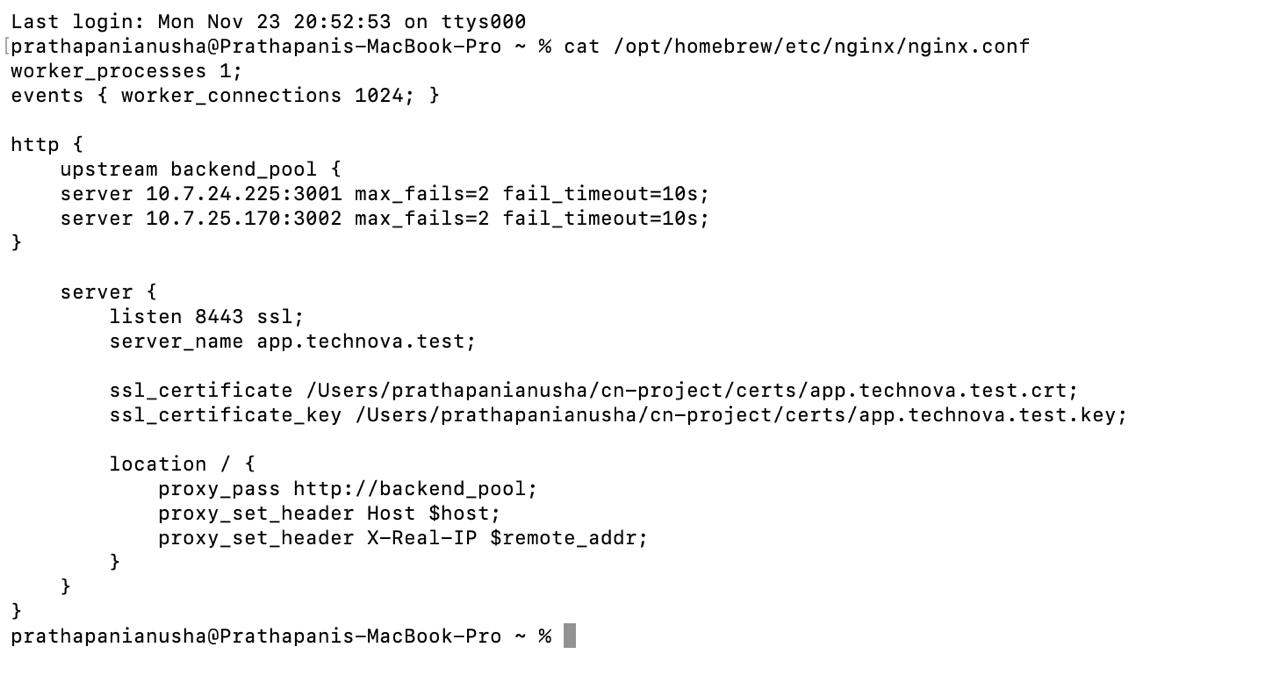 Last login: Mon Nov 23 20:52:53 on ttys000
prathapanianusha@Prathapanis-MacBook-Pro ~ % cat /opt/homebrew/etc/nginx/nginx.conf
worker_processes 1;
events { worker_connections 1024; }

http {
    upstream backend_pool {
    server 10.7.24.225:3001 max_fails=2 fail_timeout=10s;
    server 10.7.25.170:3002 max_fails=2 fail_timeout=10s;
}

    server {
        listen 8443 ssl;
        server_name app.technova.test;

        ssl_certificate /Users/prathapanianusha/cn-project/certs/app.technova.test.crt;
        ssl_certificate_key /Users/prathapanianusha/cn-project/certs/app.technova.test.key;

        location / {
            proxy_pass http://backend_pool;
            proxy_set_header Host $host;
            proxy_set_header X-Real-IP $remote_addr;
        }
    }
}
prathapanianusha@Prathapanis-MacBook-Pro ~ %